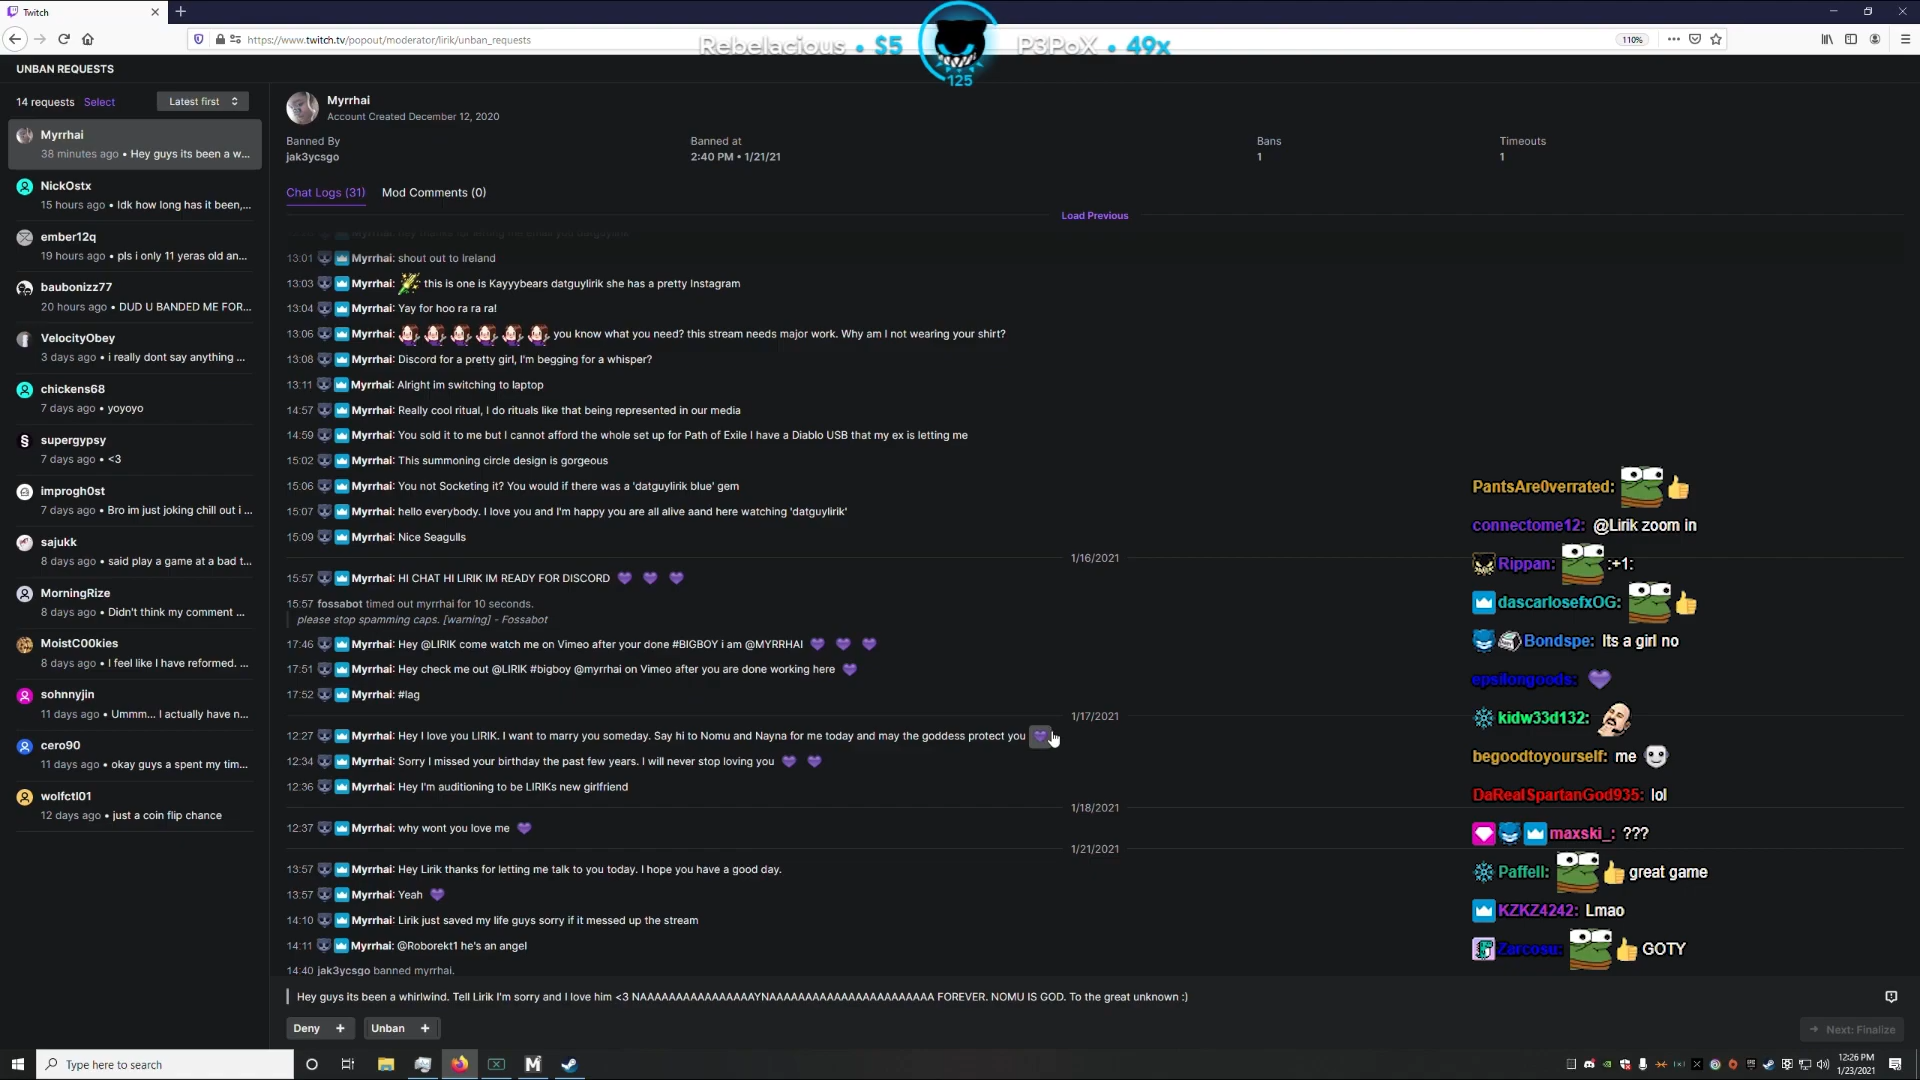 Twitch
https://www.twitch.tv/popout/moderator/lirik/unban_requests
110%
Rebelacious • $5
P3PoX • 49x
125
UNBAN REQUESTS
14 requests Select
Latest first
Myrrhai
38 minutes ago • Hey guys its been a w...
NickOstx
15 hours ago • Idk how long has it been,...
ember12q
19 hours ago • pls i only 11 yeras old an...
baubonizz77
20 hours ago • DUD U BANDED ME FOR...
VelocityObey
3 days ago • i really dont say anything ...
chickens68
7 days ago • yoyoyo
supergypsy
7 days ago • <3
improgh0st
7 days ago • Bro im just joking chill out i ...
sajukk
8 days ago • said play a game at a bad t...
MorningRize
8 days ago • Didn't think my comment ...
MoistC00kies
8 days ago • I feel like I have reformed. ...
sohnnyjin
11 days ago • Ummm... I actually have n...
cero90
11 days ago • okay guys a spent my tim...
wolfctl01
12 days ago • just a coin flip chance
Myrrhai
Account Created December 12, 2020
Banned By
jak3ycsgo
Banned at
2:40 PM • 1/21/21
Bans
1
Timeouts
1
Chat Logs (31) Mod Comments (0)
Load Previous
13:01 Myrrhai: shout out to Ireland
13:03 Myrrhai: this is one is Kayyybears datguylirik she has a pretty Instagram
13:04 Myrrhai: Yay for hoo ra ra ra!
13:06 Myrrhai: you know what you need? this stream needs major work. Why am I not wearing your shirt?
13:08 Myrrhai: Discord for a pretty girl, I'm begging for a whisper?
13:11 Myrrhai: Alright im switching to laptop
14:57 Myrrhai: Really cool ritual, I do rituals like that being represented in our media
14:59 Myrrhai: You sold it to me but I cannot afford the whole set up for Path of Exile I have a Diablo USB that my ex is letting me
15:02 Myrrhai: This summoning circle design is gorgeous
15:06 Myrrhai: You not Socketing it? You would if there was a 'datguylirik blue' gem
15:07 Myrrhai: hello everybody. I love you and I'm happy you are all alive aand here watching 'datguylirik'
15:09 Myrrhai: Nice Seagulls
1/16/2021
15:57 Myrrhai: HI CHAT HI LIRIK IM READY FOR DISCORD 💜 💜 💜
15:57 fossabot timed out myrrhai for 10 seconds.
please stop spamming caps. [warning] - Fossabot
17:46 Myrrhai: Hey @LIRIK come watch me on Vimeo after your done #BIGBOY i am @MYRRHAI 💜 💜 💜
17:51 Myrrhai: Hey check me out @LIRIK #bigboy @myrrhai on Vimeo after you are done working here 💜
17:52 Myrrhai: #lag
1/17/2021
12:27 Myrrhai: Hey I love you LIRIK. I want to marry you someday. Say hi to Nomu and Nayna for me today and may the goddess protect you 💜
12:34 Myrrhai: Sorry I missed your birthday the past few years. I will never stop loving you 💜 💜
12:36 Myrrhai: Hey I'm auditioning to be LIRIKs new girlfriend
1/18/2021
12:37 Myrrhai: why wont you love me 💜
1/21/2021
13:57 Myrrhai: Hey Lirik thanks for letting me talk to you today. I hope you have a good day.
13:57 Myrrhai: Yeah 💜
14:10 Myrrhai: Lirik just saved my life guys sorry if it messed up the stream
14:11 Myrrhai: @Roborekt1 he's an angel
14:40 jak3ycsgo banned myrrhai.
Hey guys its been a whirlwind. Tell Lirik I'm sorry and I love him <3 NAAAAAAAAAAAAAAAAYNAAAAAAAAAAAAAAAAAAAAAAA FOREVER. NOMU IS GOD. To the great unknown :)
Deny +
Unban +
Next: Finalize
PantsAre0verrated: 👍
connectome12: @Lirik zoom in
Rippan: :+1:
dascarlosefxOG: 👍
Bondspe: Its a girl no
epsilongoods: 💜
kidw33d132:
begoodtoyourself: me
DaRealSpartanGod935: lol
maxski_: ???
Paffell: 👍 great game
KZKZ4242: Lmao
Zarcosu: 👍 GOTY
Type here to search
12:26 PM
1/23/2021